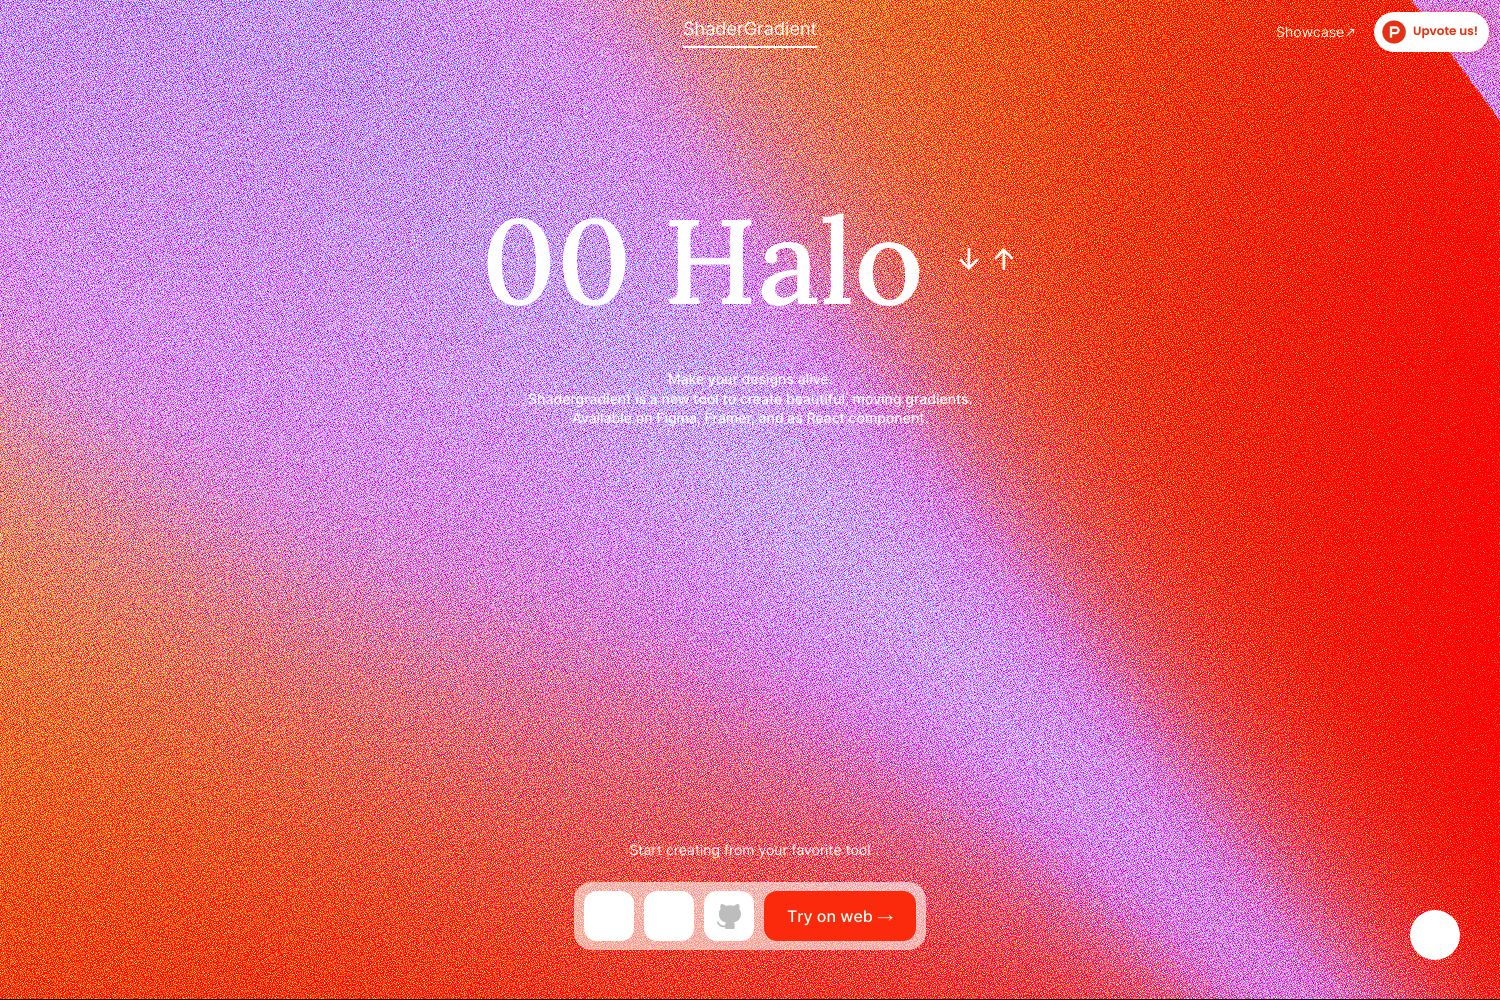 ShaderGradient
Showcase↗
P Upvote us!
00 Halo ↓ ↑
Make your designs alive.
Shadergradient is a new tool to create beautiful, moving gradients.
Available on Figma, Framer, and as React component.
Start creating from your favorite tool
Try on web →